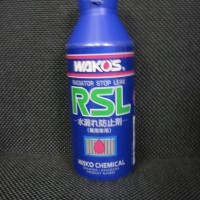 WAKO'S
RADIATOR STOP LEAK
RSL
水漏れ防止剤
WAKO CHEMICAL